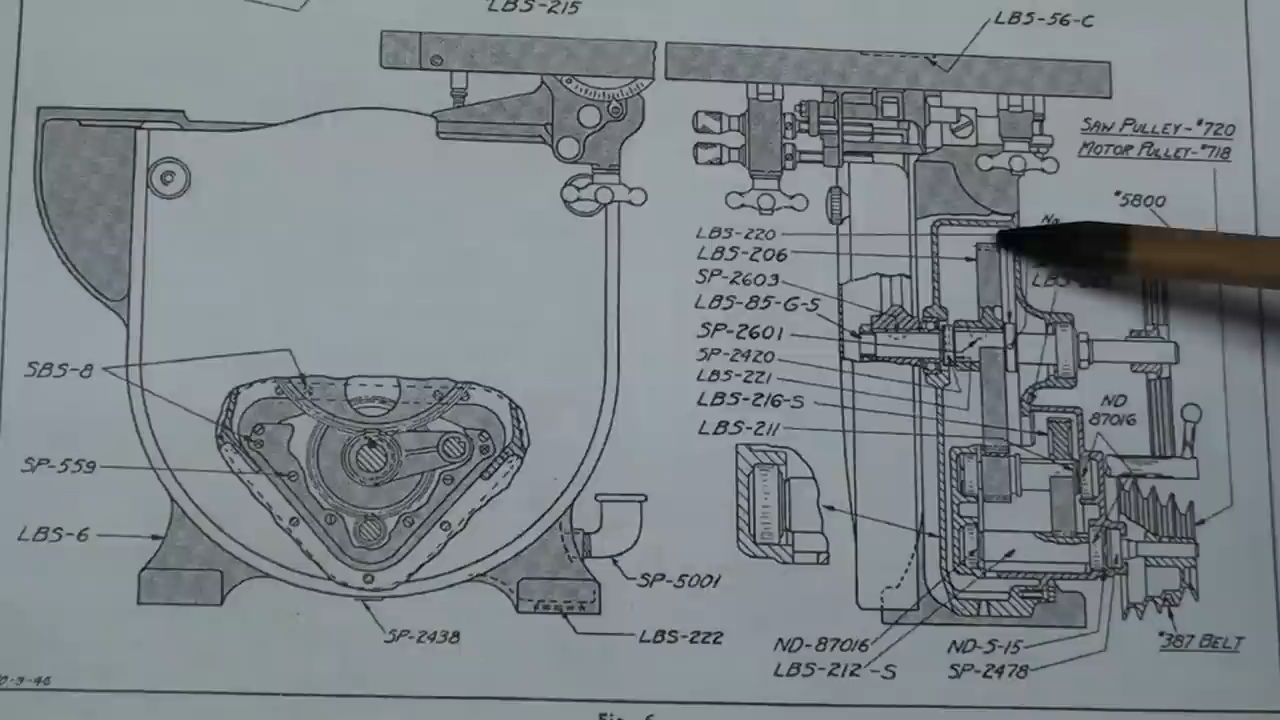 LBS-215
LBS-56-C
SAW PULLEY-#720
MOTOR PULLEY-#718
#5800
LBS-220
LBS-206
SP-2603
LBS-85-G-S
SP-2601
SP-2420
LBS-221
LBS-216-S
LBS-211
ND
87016
SBS-8
SP-559
LBS-6
SP-5001
SP-2438
LBS-222
ND-87016
LBS-212-S
ND-S-15
SP-2478
#387 BELT